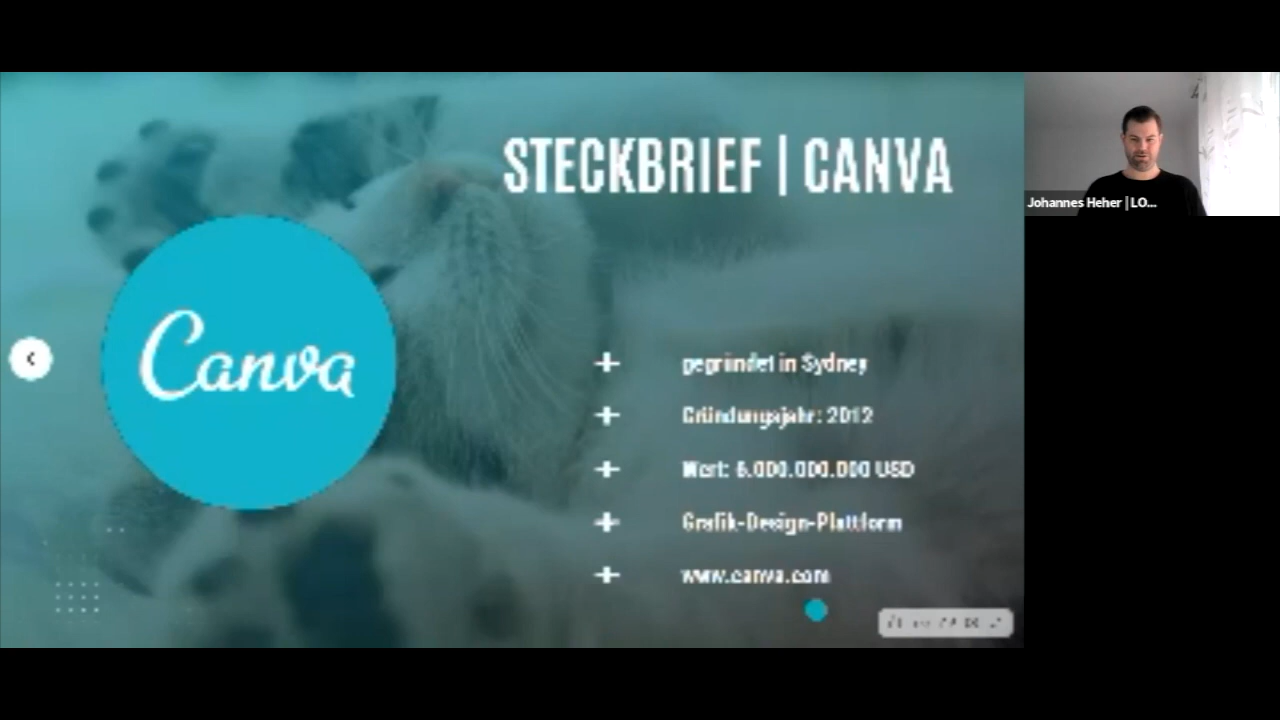 STECKBRIEF | CANVA
Johannes Heher | LO...
Canva
gegründet in Sydney
Gründungsjahr: 2012
Wert: 6.000.000.000 USD
Grafik-Design-Plattform
www.canva.com